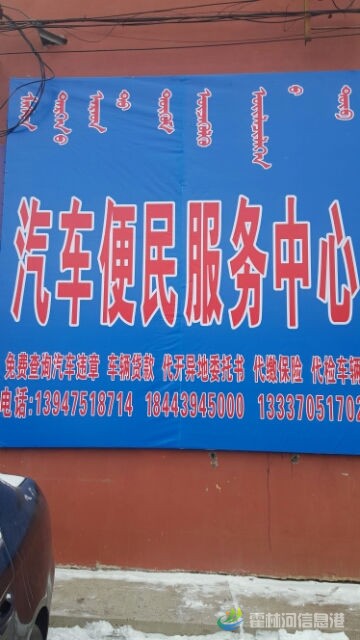 汽车便民服务中心
免费查询汽车违章 车辆贷款 代开异地委托书 代缴保险 代检车辆
电话:13947518714 18443945000 1333705170
霍林河信息港